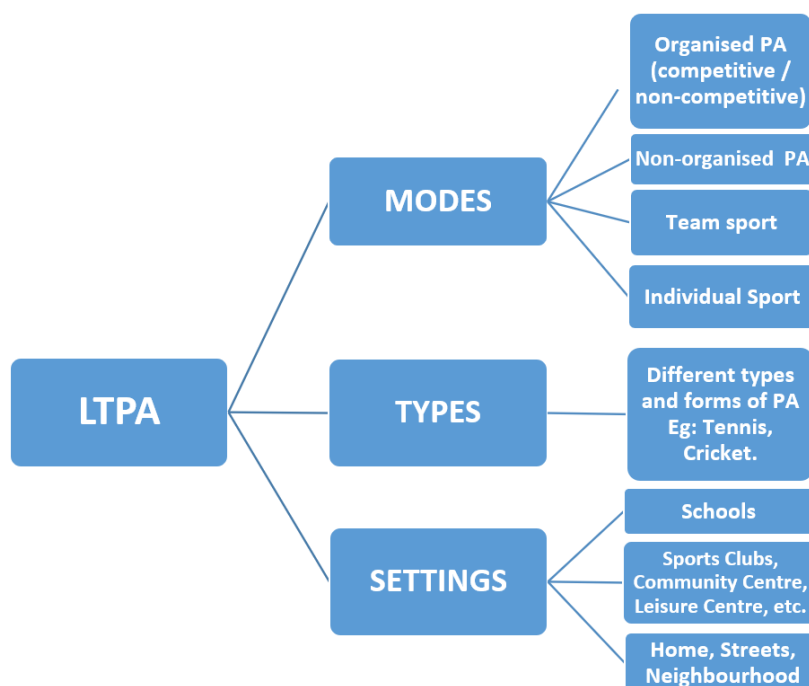 LTPA
MODES
Organised PA
(competitive /
non-competitive)
Non-organised PA
Team sport
Individual Sport
TYPES
Different types
and forms of PA
Eg: Tennis,
Cricket.
SETTINGS
Schools
Sports Clubs,
Community Centre,
Leisure Centre, etc.
Home, Streets,
Neighbourhood